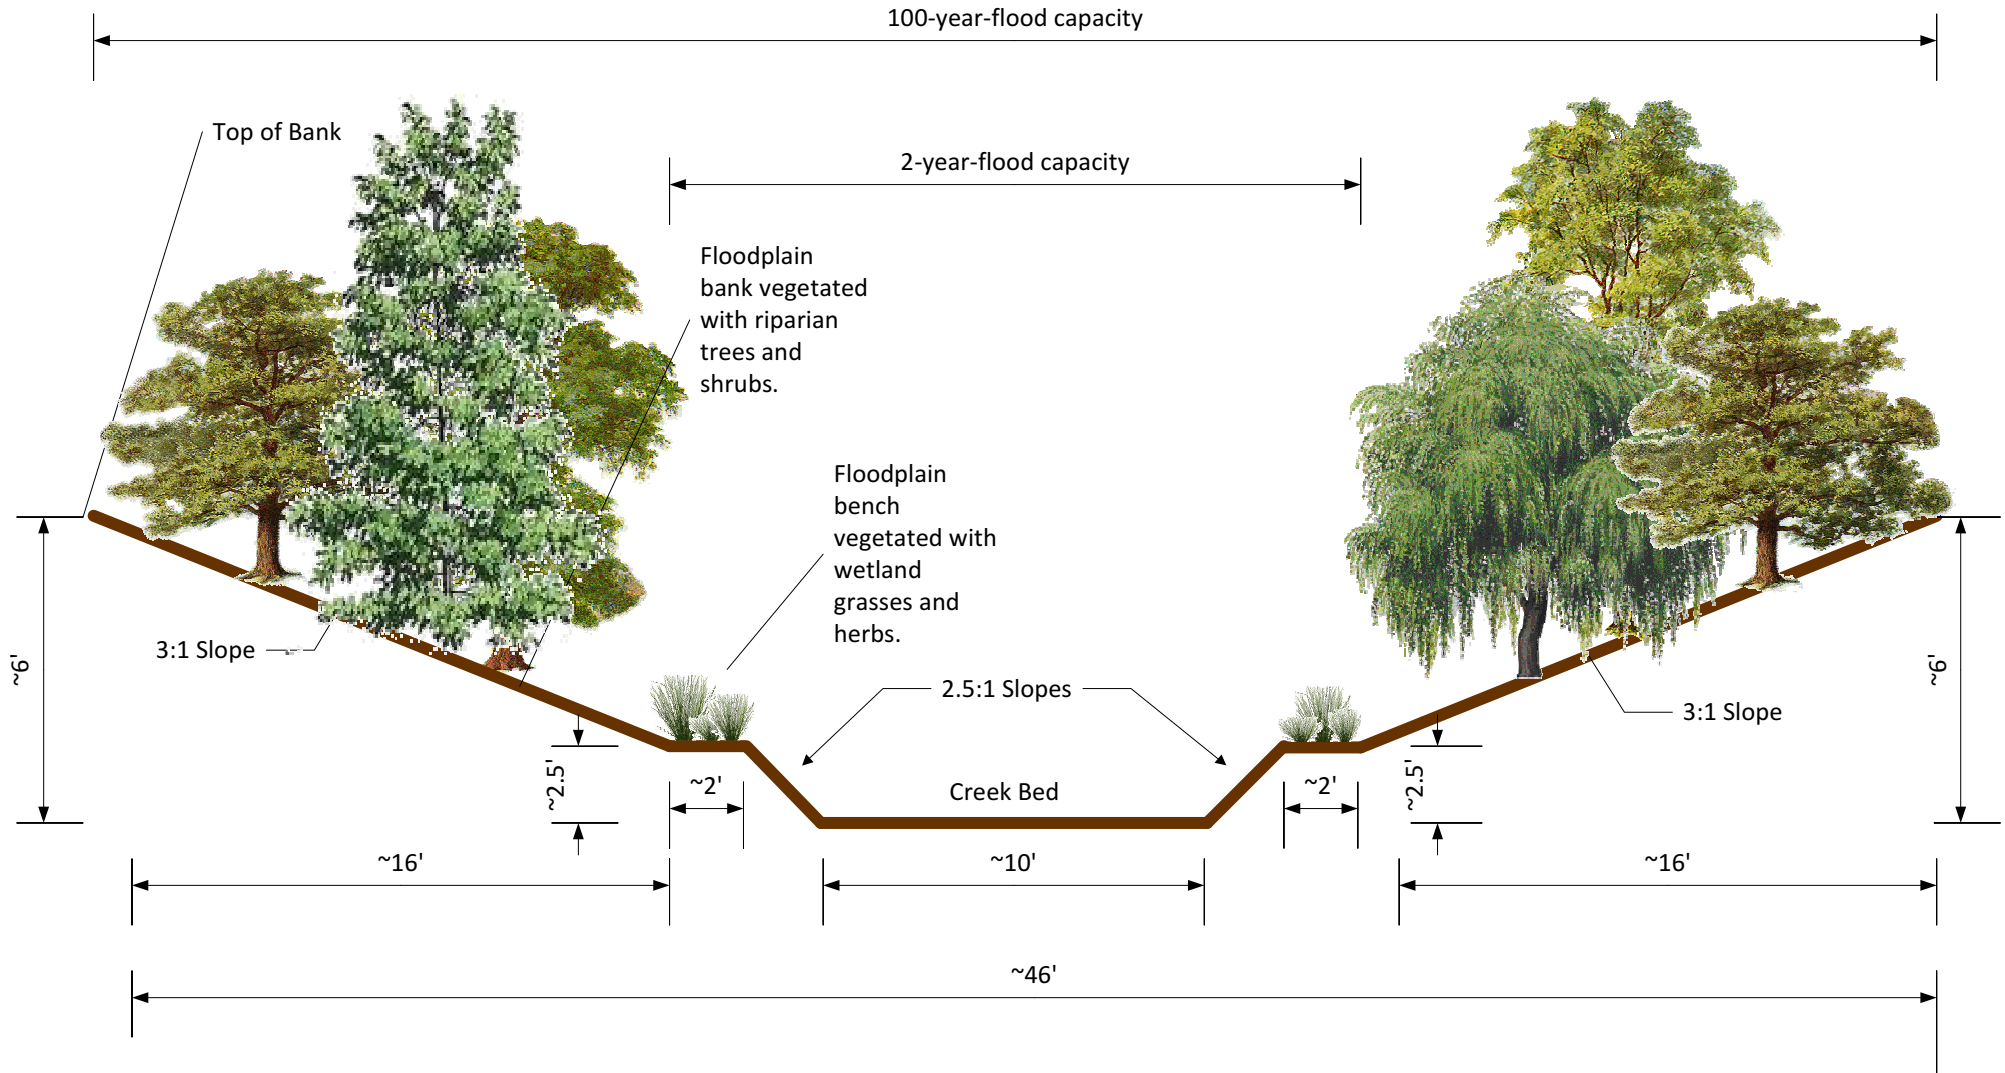 100-year-flood capacity
Top of Bank
2-year-flood capacity
Floodplain
bank vegetated
with riparian
trees and
shrubs.
Floodplain
bench
vegetated with
wetland
grasses and
herbs.
3:1 Slope
~6'
2.5:1 Slopes
~6'
3:1 Slope
~2.5'
~2'
Creek Bed
~2'
~2.5'
~16'
~10'
~16'
~46'